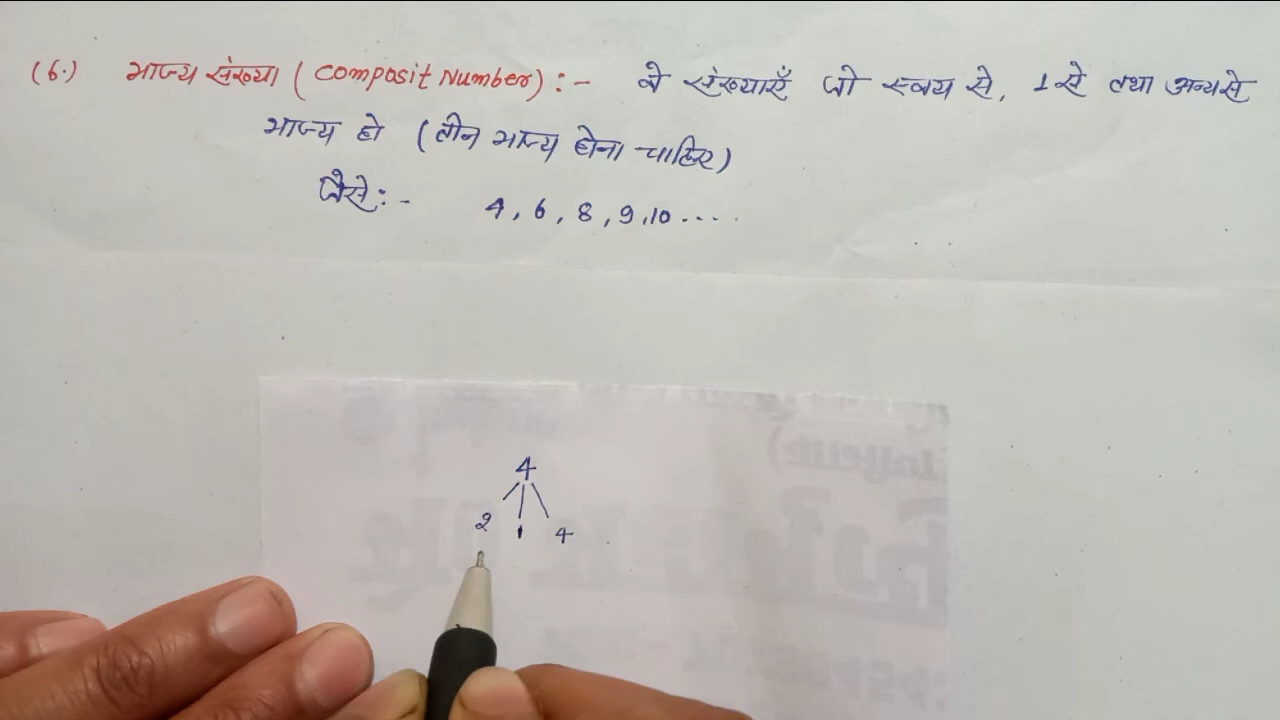 (6.) भाज्य संख्या ( Composit Number) :- वे संख्याएँ जो स्वयं से, 1 से तथा अन्य से
भाज्य हो ( तीन भाज्य होना चाहिए)
जैसे :- 4, 6, 8, 9, 10 ....
4
2 1 4